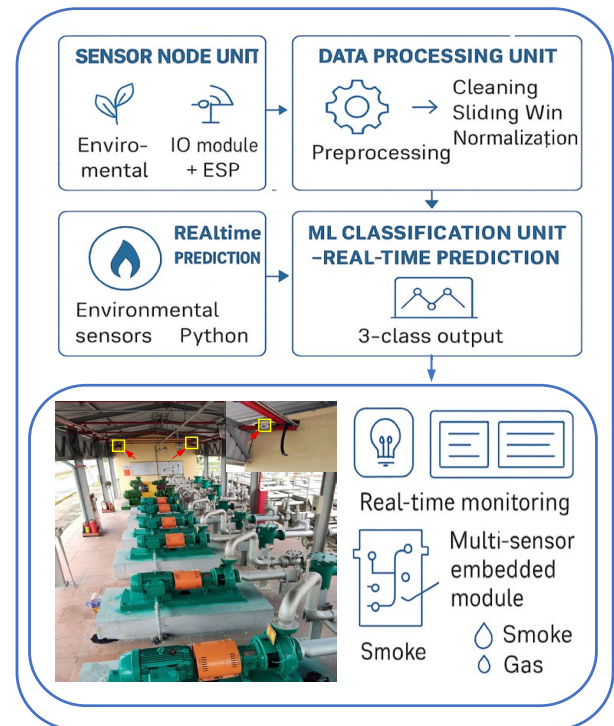 SENSOR NODE UNIT
Enviro-
mental
IO module
+ ESP
DATA PROCESSING UNIT
Preprocessing
Cleaning
Sliding Win
Normalization
REAltime
PREDICTION
Environmental
sensors Python
ML CLASSIFICATION UNIT
–REAL-TIME PREDICTION
3-class output
Real-time monitoring
Multi-sensor
embedded
module
Smoke
Smoke
Gas